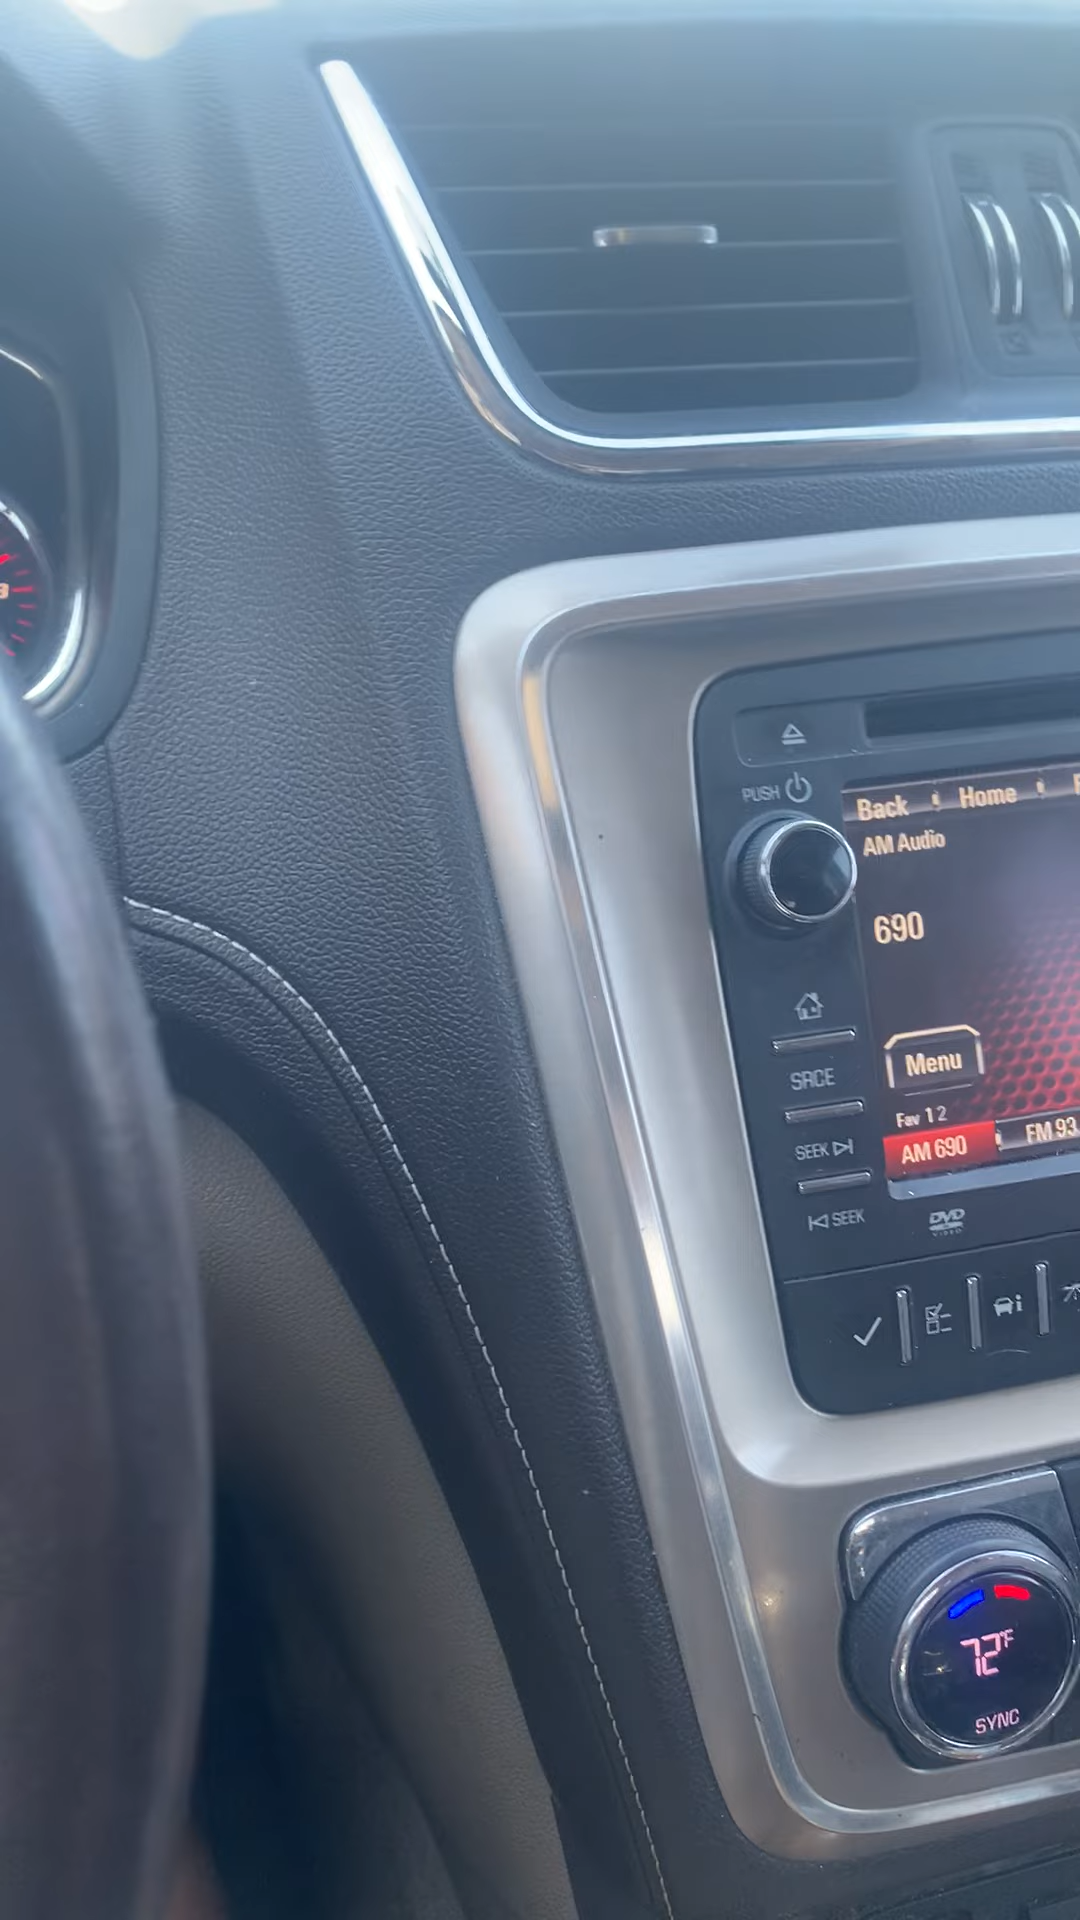 PUSH
Back Home
AM Audio
690
SRCE
Menu
Fav 1 2
AM 690 FM 93
SEEK
SEEK
DVD
VIDEO
72°F
SYNC